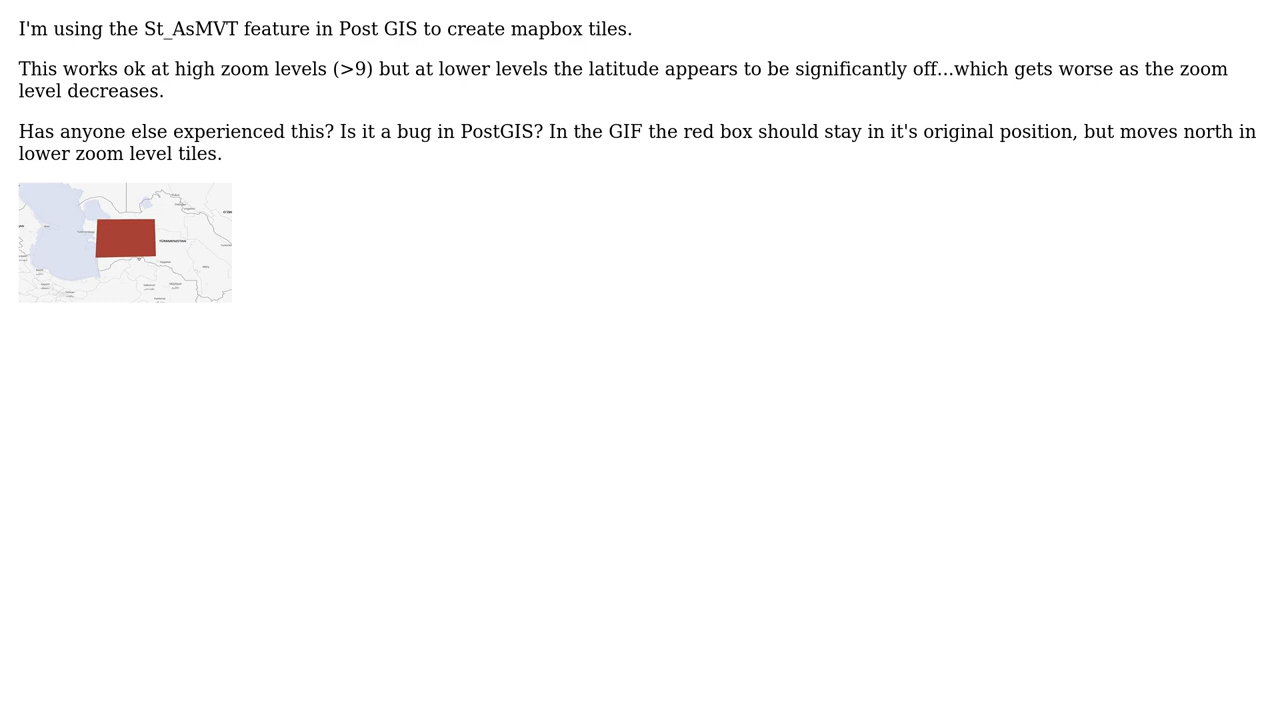 I'm using the St_AsMVT feature in Post GIS to create mapbox tiles.
This works ok at high zoom levels (>9) but at lower levels the latitude appears to be significantly off...which gets worse as the zoom
level decreases.
Has anyone else experienced this? Is it a bug in PostGIS? In the GIF the red box should stay in it's original position, but moves north in
lower zoom level tiles.